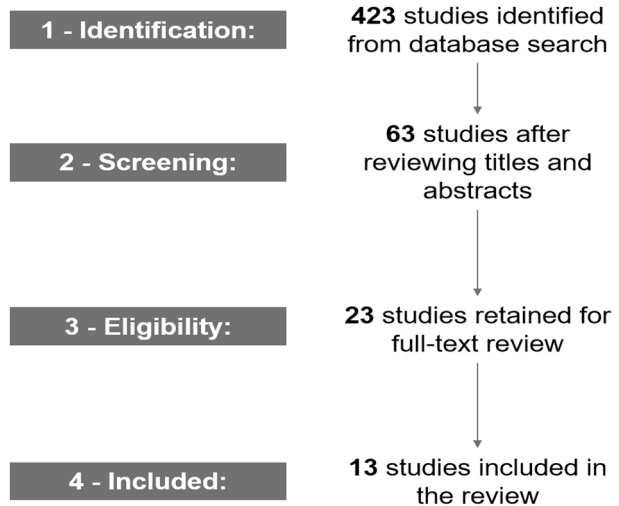 1 - Identification:
423 studies identified
from database search
2 - Screening:
63 studies after
reviewing titles and
abstracts
3 - Eligibility:
23 studies retained for
full-text review
4 - Included:
13 studies included in
the review